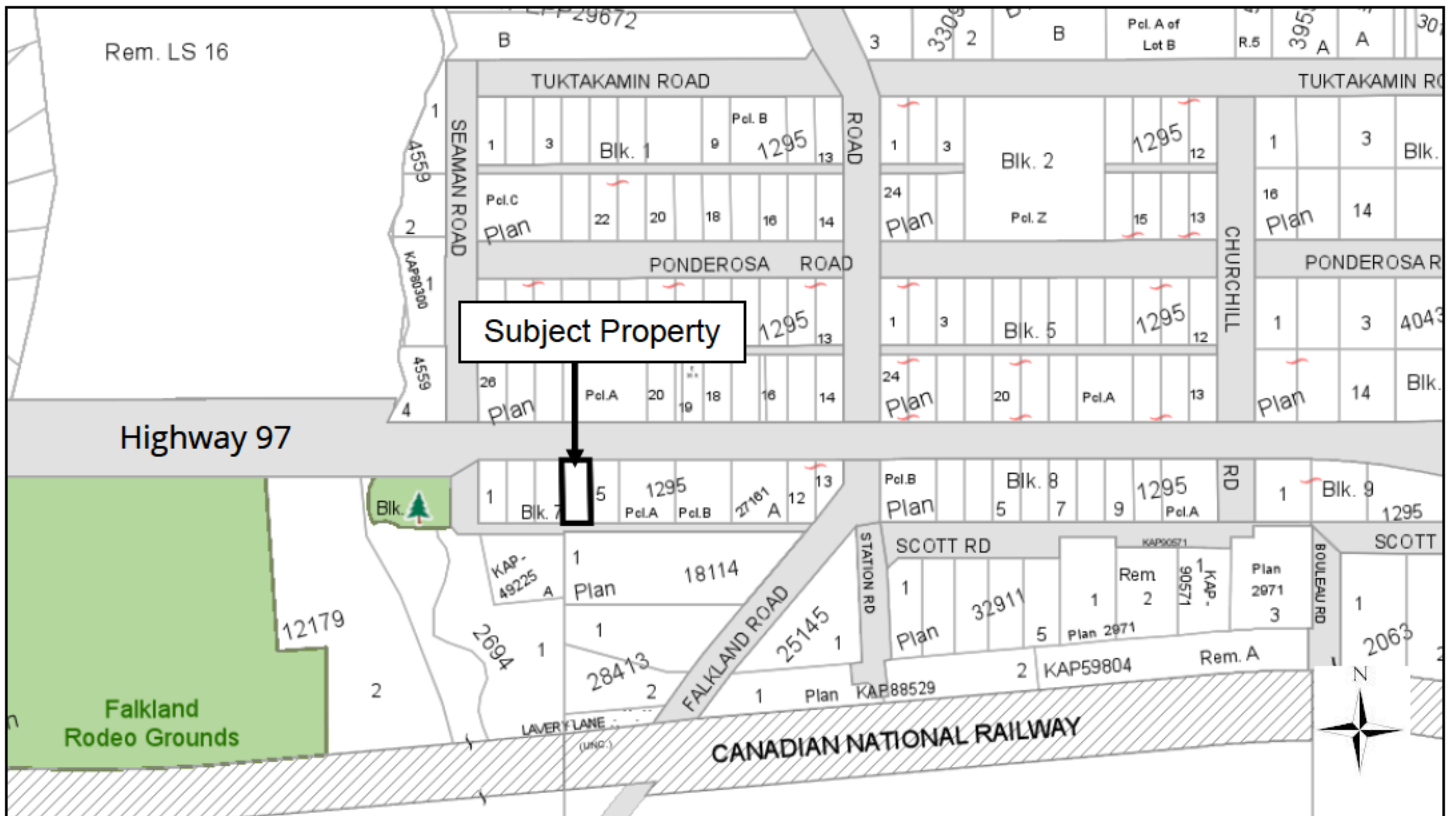 Rem. LS 16
29672
B
3
2
B
Pcl. A of
Lot B
R.5
A
A
TUKTAKAMIN ROAD
TUKTAKAMIN RO
1
4559
SEAMAN ROAD
1
3
Blk. 1
9
Pcl. B
1295
13
ROAD
1
3
Blk. 2
1295
12
1
3
Blk.
2
Pcl.C
Plan
22
20
18
16
14
24
Plan
Pcl. Z
15
13
CHURCHILL
16
Plan
14
PONDEROSA ROAD
PONDEROSA R
KAP80300
1
Subject Property
1295
13
1
3
Blk. 5
1295
12
1
3
4043
4559
4
26
Plan
Pcl.A
20
19
18
16
14
24
Plan
20
Pcl.A
13
Plan
14
Blk.
Highway 97
Blk.
1
Blk. 7
5
1295
Pcl.A
Pcl.B
27161
A
12
13
Pcl.B
Plan
5
Blk. 8
7
9
1295
Pcl.A
RD
1
Blk. 9
1295
KAP-
49225
A
1
Plan
18114
STATION RD
SCOTT RD
KAP90571
BOULEAU RD
SCOTT
12179
2694
1
1
28413
2
2
FALKLAND ROAD
25145
1
1
Plan
32911
5
1
Plan 2971
Rem
2
90571
1
KAP-
Plan
2971
3
1
2063
Falkland
Rodeo Grounds
LAVERY LANE
(UNC.)
1
Plan
KAP88529
2
KAP59804
Rem. A
CANADIAN NATIONAL RAILWAY
N